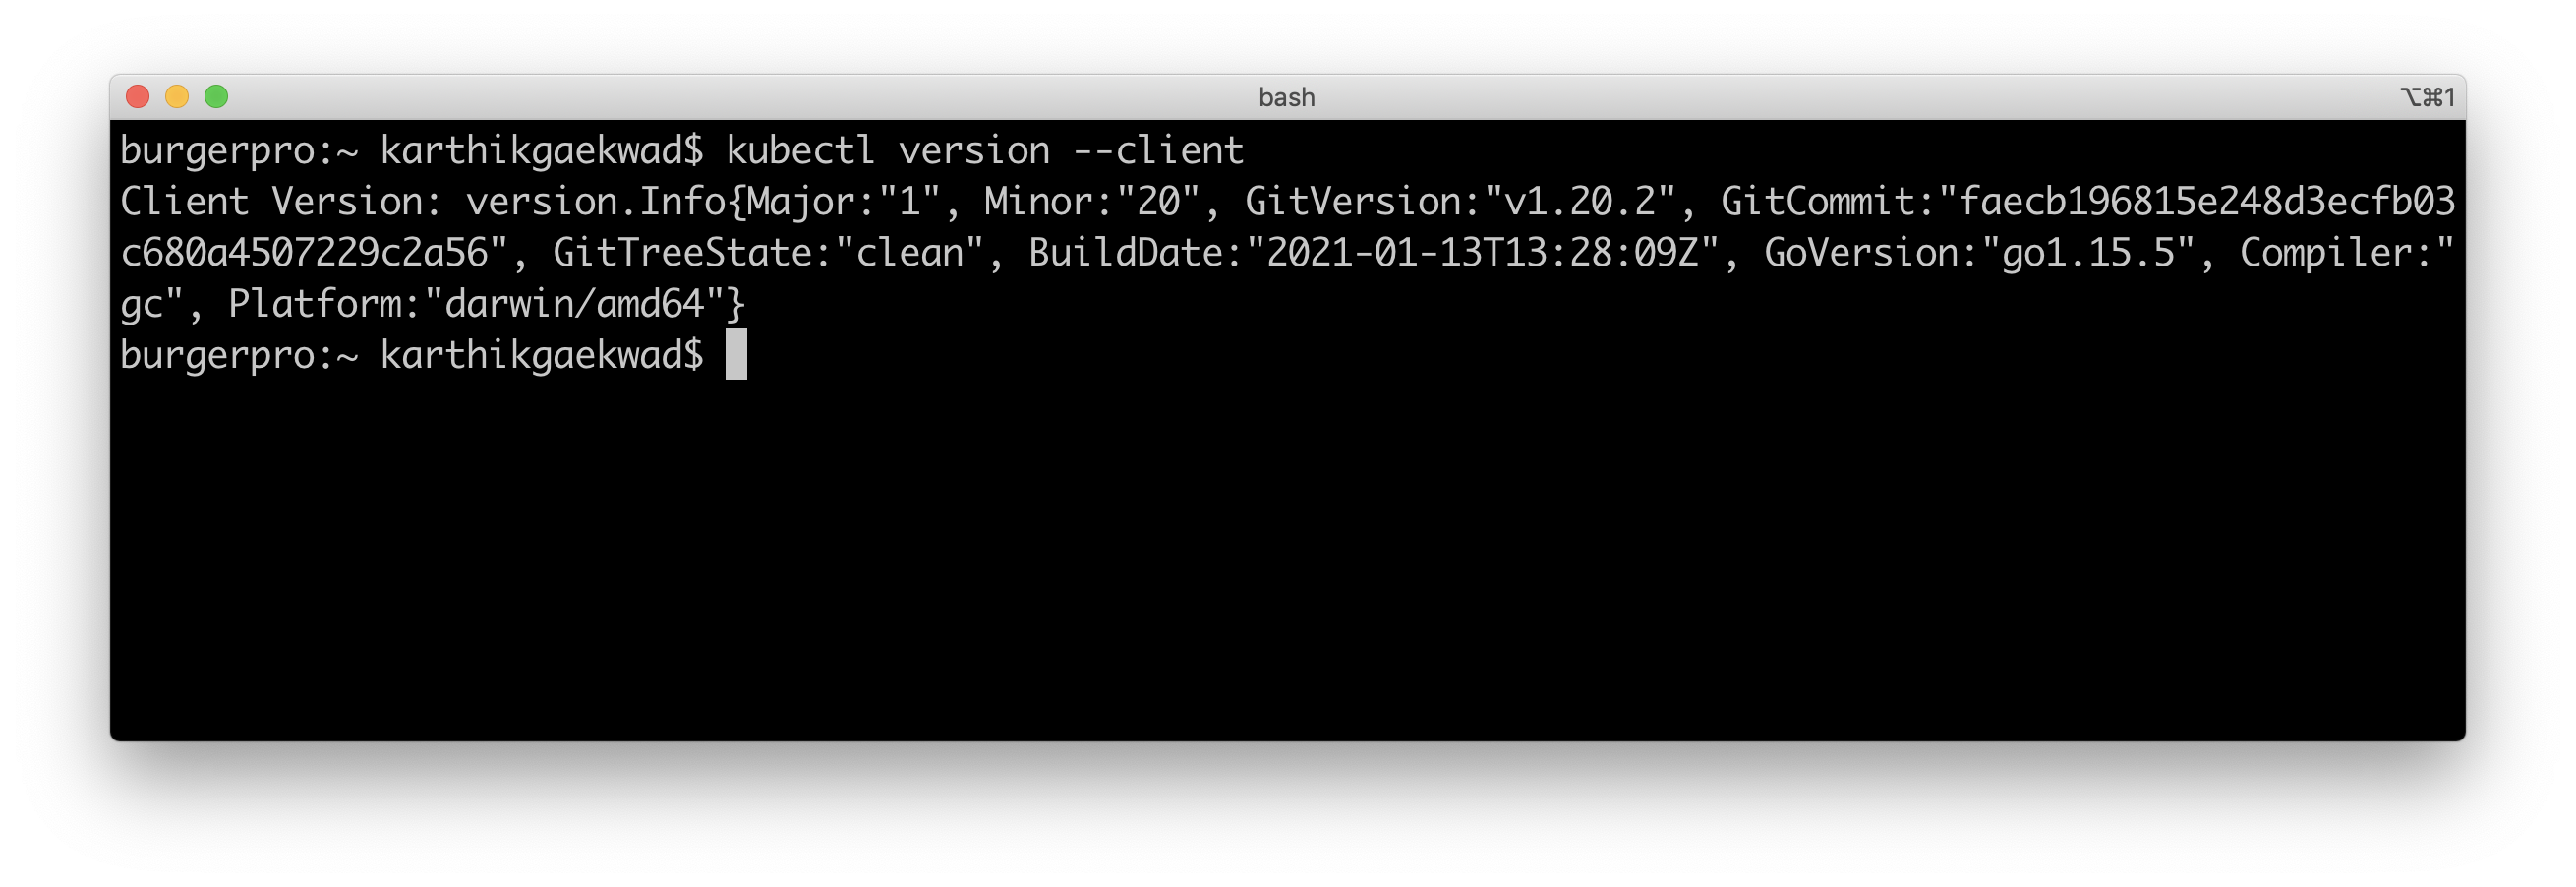 bash
⌥⌘1
burgerpro:~ karthikgaekwad$ kubectl version --client
Client Version: version.Info{Major:"1", Minor:"20", GitVersion:"v1.20.2", GitCommit:"faecb196815e248d3ecfb03
c680a4507229c2a56", GitTreeState:"clean", BuildDate:"2021-01-13T13:28:09Z", GoVersion:"go1.15.5", Compiler:"
gc", Platform:"darwin/amd64"}
burgerpro:~ karthikgaekwad$